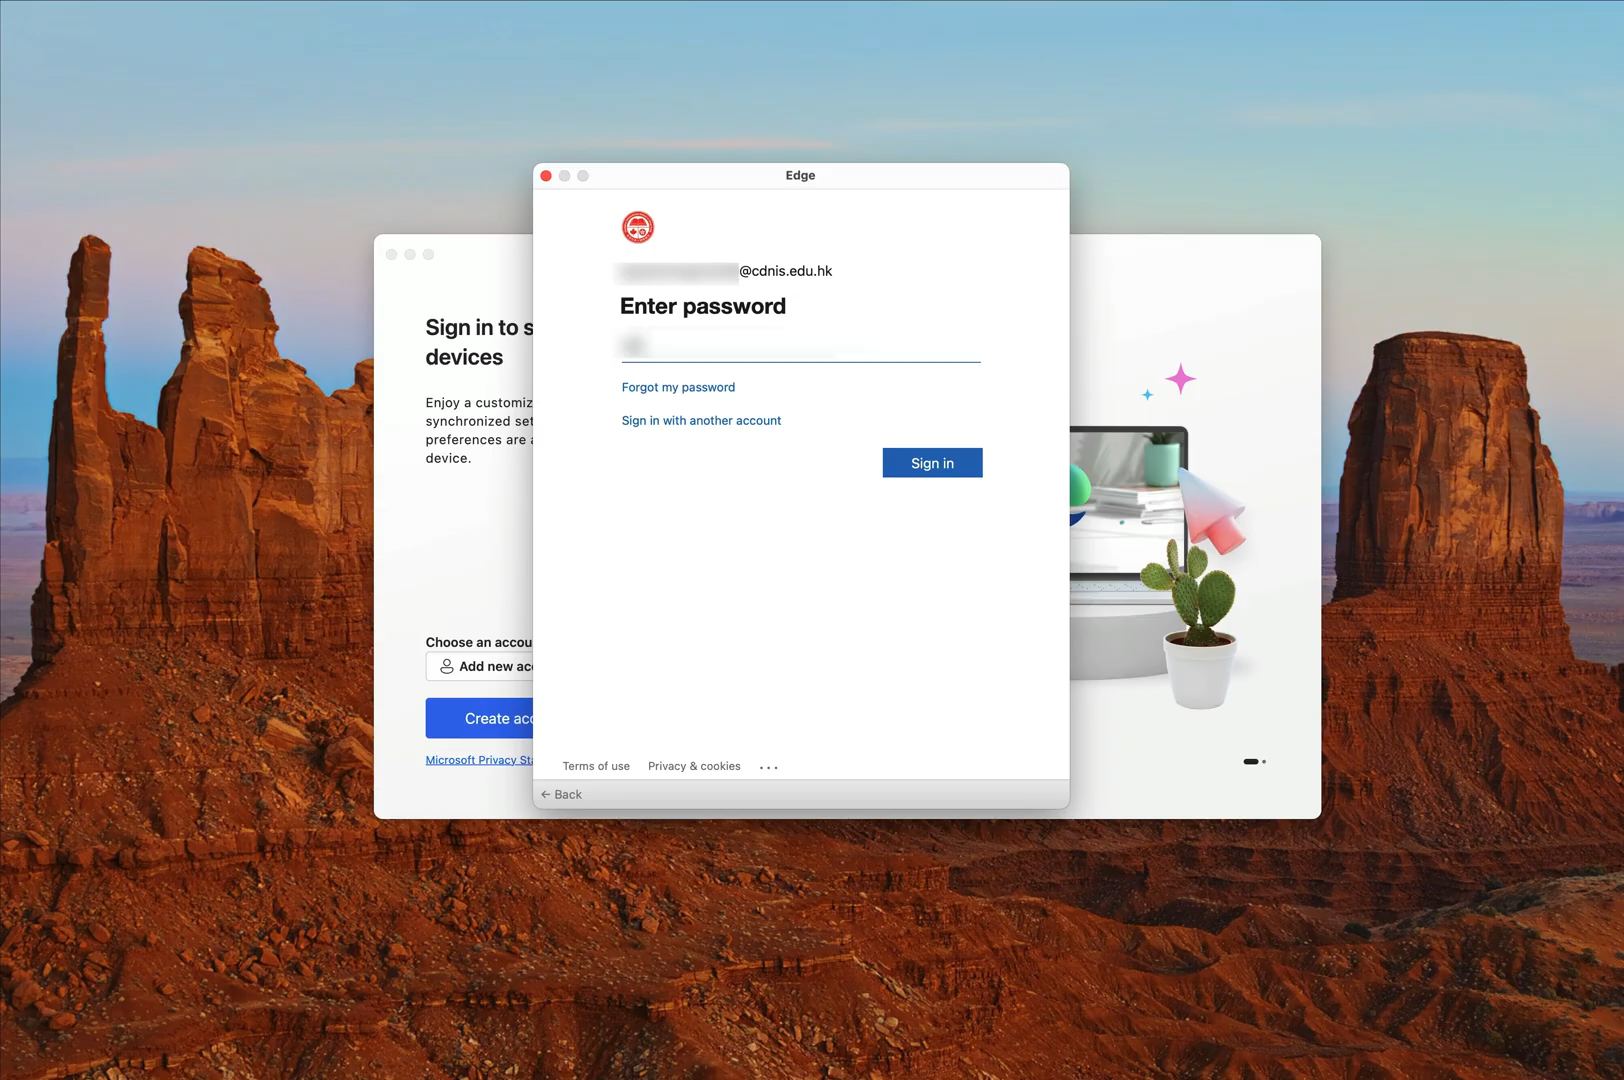 Edge
@cdnis.edu.hk
Enter password
Forgot my password
Sign in with another account
Sign in
Terms of use Privacy & cookies ...
← Back
Sign in to s
devices
Enjoy a customiz
synchronized set
preferences are a
device.
Choose an accou
Add new acc
Create acc
Microsoft Privacy Sta